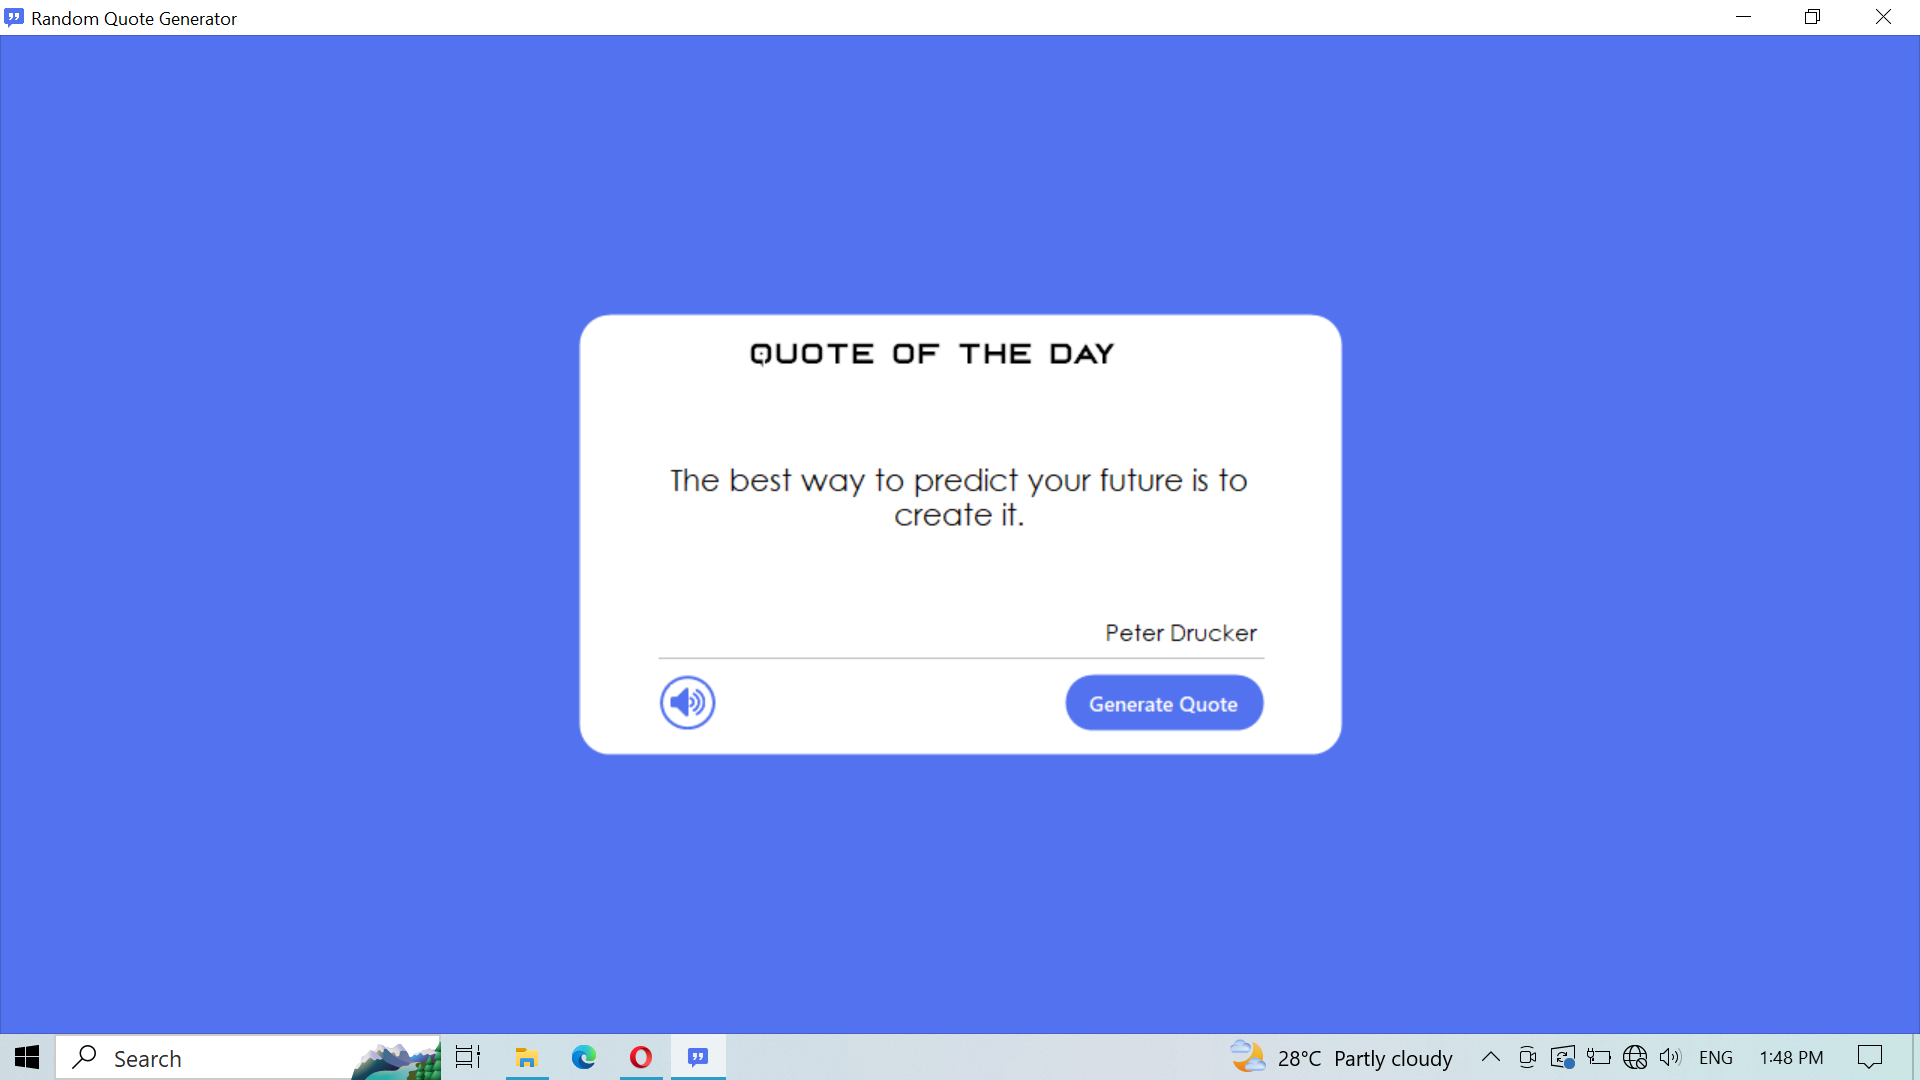 Random Quote Generator
QUOTE OF THE DAY
The best way to predict your future is to
create it.
Peter Drucker
Generate Quote
Search
28°C Partly cloudy
ENG
1:48 PM